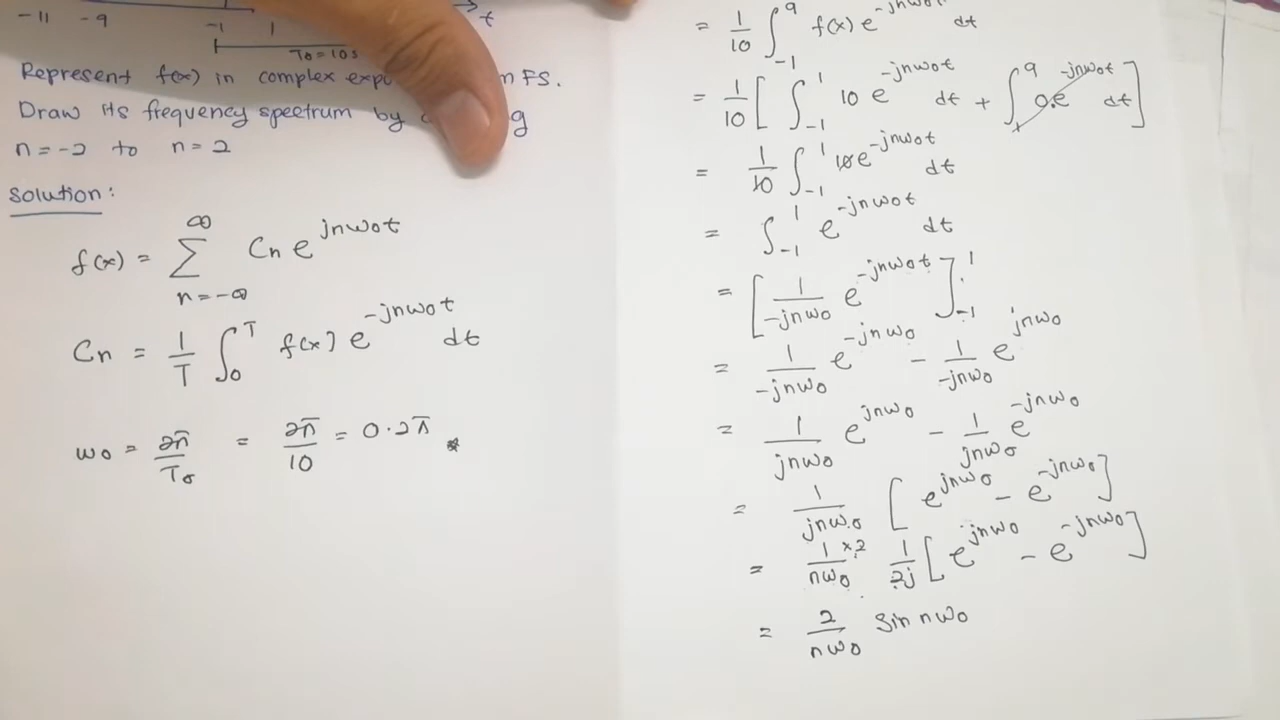 -11 -9 -1 1 t
T0 = 10s
Represent f(x) in complex FS.
Draw its frequency spectrum by
n = -2 to n = 2
Solution:
f(x) = ∑_{n=-∞}^{∞} Cn e^{jnω0t}
Cn = 1/T ∫_0^T f(x) e^{-jnω0t} dt
ω0 = 2π/T0 = 2π/10 = 0.2π
= 1/10 ∫_{-1}^{9} f(x) e^{-jnω0t} dt
= 1/10 [ ∫_{-1}^{1} 10 e^{-jnω0t} dt + ∫_{1}^{9} 0.e^{-jnω0t} dt ]
= 1/10 ∫_{-1}^{1} 10e^{-jnω0t} dt
= ∫_{-1}^{1} e^{-jnω0t} dt
= [ 1/-jnω0 e^{-jnω0t} ]_{-1}^{1}
= 1/-jnω0 e^{-jnω0} - 1/-jnω0 e^{jnω0}
= 1/jnω0 e^{jnω0} - 1/jnω0 e^{-jnω0}
= 1/jnω0 [ e^{jnω0} - e^{-jnω0} ]
= 1×2/nω0 1/2j [ e^{jnω0} - e^{-jnω0} ]
= 2/nω0 Sin nω0